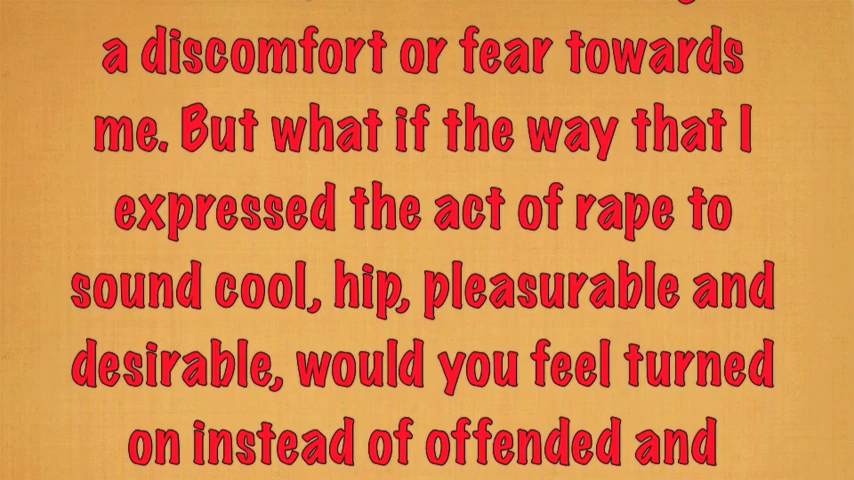 a discomfort or fear towards
me. But what if the way that I
expressed the act of rape to
sound cool, hip, pleasurable and
desirable, would you feel turned
on instead of offended and